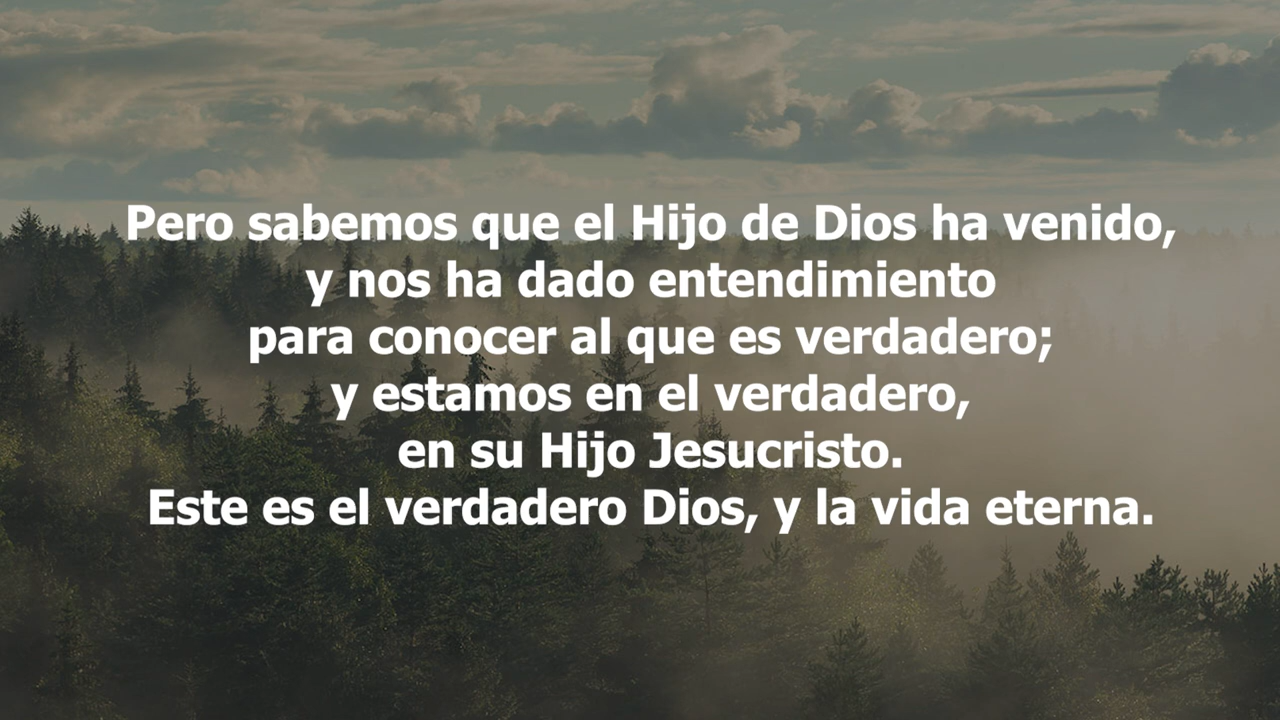 Pero sabemos que el Hijo de Dios ha venido,
y nos ha dado entendimiento
para conocer al que es verdadero;
y estamos en el verdadero,
en su Hijo Jesucristo.
Este es el verdadero Dios, y la vida eterna.